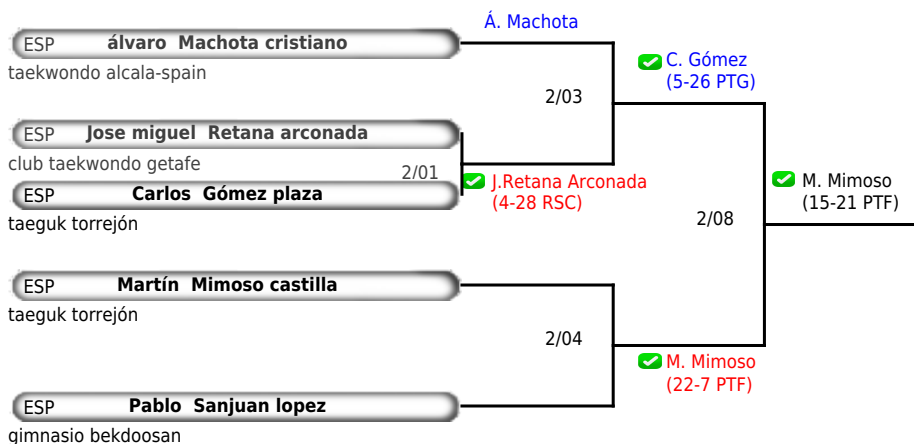 Á. Machota
ESP álvaro Machota cristiano
taekwondo alcala-spain
C. Gómez
(5-26 PTG)
2/03
ESP Jose miguel Retana arconada
club taekwondo getafe
2/01
ESP Carlos Gómez plaza
taeguk torrejón
J.Retana Arconada
(4-28 RSC)
M. Mimoso
(15-21 PTF)
2/08
ESP Martín Mimoso castilla
taeguk torrejón
2/04
M. Mimoso
(22-7 PTF)
ESP Pablo Sanjuan lopez
gimnasio bekdoosan